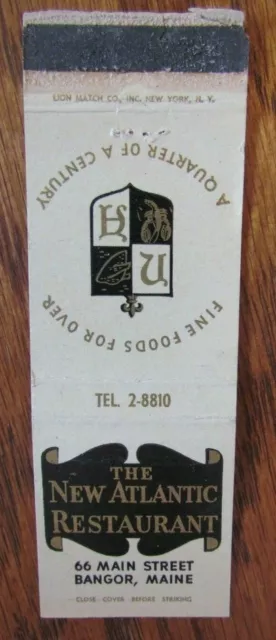 LION MATCH CO., INC. NEW YORK, N. Y.
FINE FOODS FOR OVER
A QUARTER OF A CENTURY
TEL. 2-8810
THE
NEW ATLANTIC
RESTAURANT
66 MAIN STREET
BANGOR, MAINE
CLOSE COVER BEFORE STRIKING